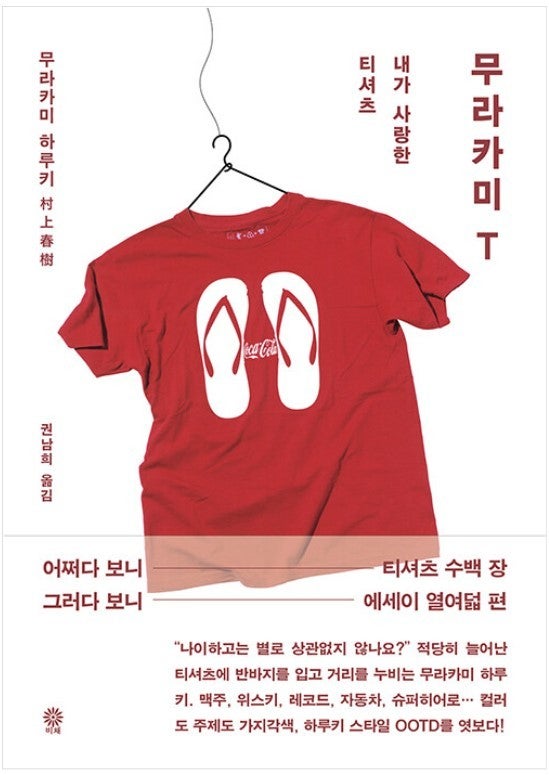 무라카미 T
내가 사랑한
티셔츠
무라카미 하루키 村上春樹
Coca-Cola
권남희 옮김
어쩌다 보니 티셔츠 수백 장
그러다 보니 에세이 열여덟 편
“나이하고는 별로 상관없지 않나요?” 적당히 늘어난
티셔츠에 반바지를 입고 거리를 누비는 무라카미 하루
키. 맥주, 위스키, 레코드, 자동차, 슈퍼히어로… 컬러
도 주제도 가지각색, 하루키 스타일 OOTD를 엿보다!
비채